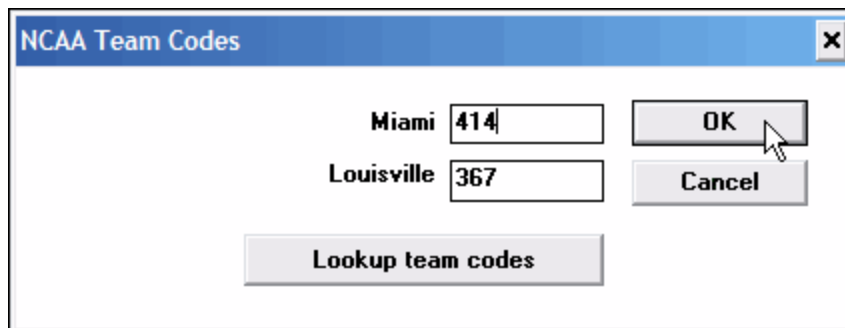 NCAA Team Codes
Miami 414 OK
Louisville 367 Cancel
Lookup team codes